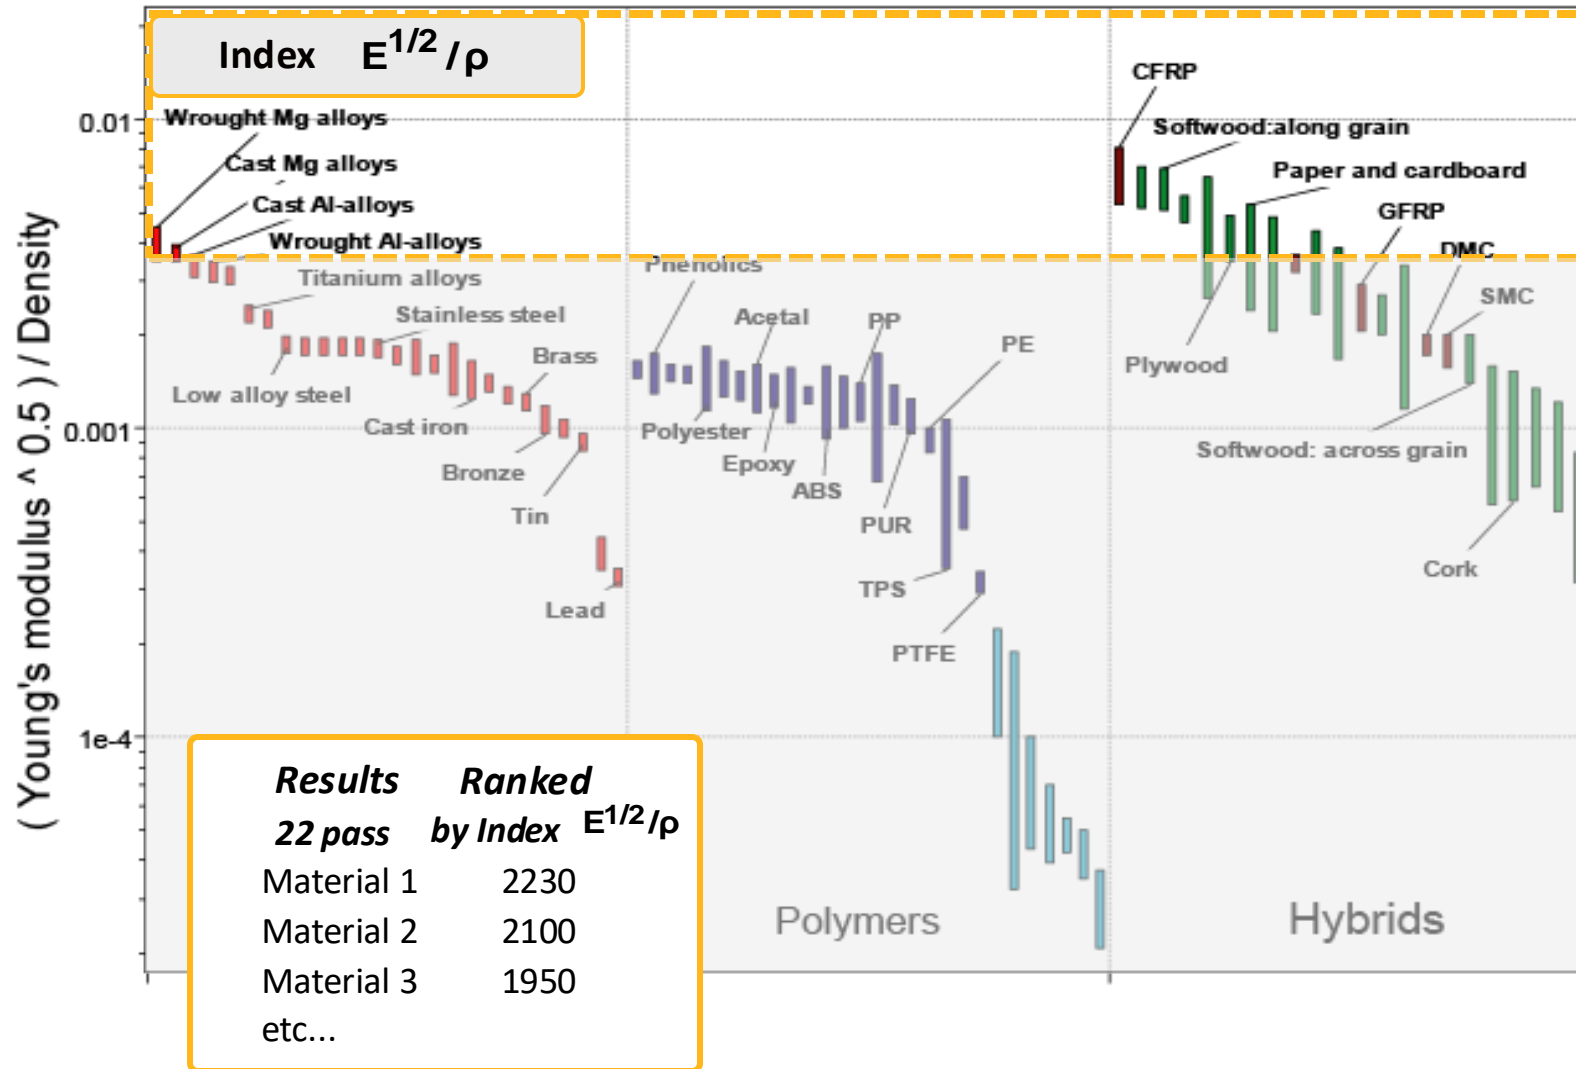 Index E^1/2 / ρ
( Young's modulus ^ 0.5 ) / Density
0.01
0.001
1e-4
Wrought Mg alloys
Cast Mg alloys
Cast Al-alloys
Wrought Al-alloys
Titanium alloys
Stainless steel
Low alloy steel
Brass
Cast iron
Bronze
Tin
Lead
Phenolics
Acetal
PP
PE
Polyester
Epoxy
ABS
PUR
TPS
PTFE
CFRP
Softwood:along grain
Paper and cardboard
GFRP
DMC
SMC
Plywood
Softwood: across grain
Cork
Polymers
Hybrids
Results Ranked
22 pass by Index E^1/2/ρ
Material 1 2230
Material 2 2100
Material 3 1950
etc...